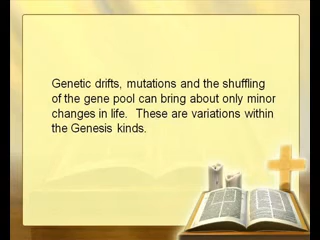 Genetic drifts, mutations and the shuffling
of the gene pool can bring about only minor
changes in life.  These are variations within
the Genesis kinds.